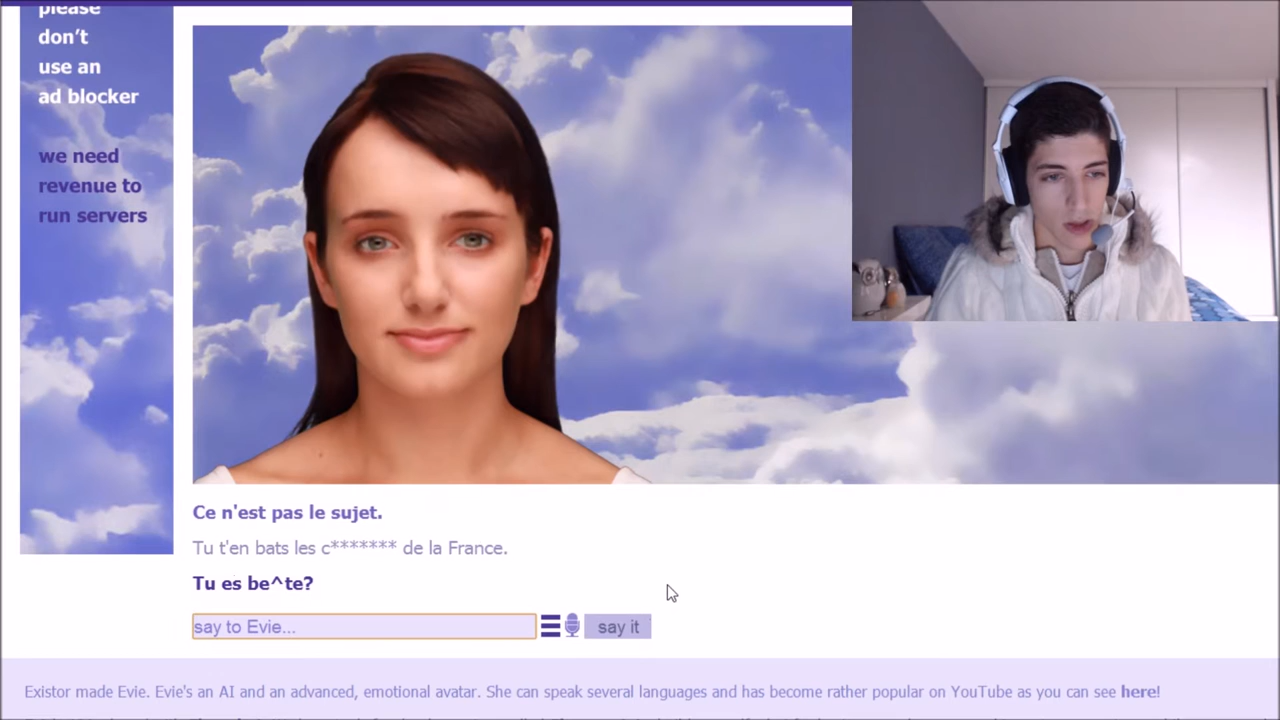 please
don't
use an
ad blocker
we need
revenue to
run servers
Ce n'est pas le sujet.
Tu t'en bats les c******* de la France.
Tu es be^te?
say to Evie...
say it
Existor made Evie. Evie's an AI and an advanced, emotional avatar. She can speak several languages and has become rather popular on YouTube as you can see here!